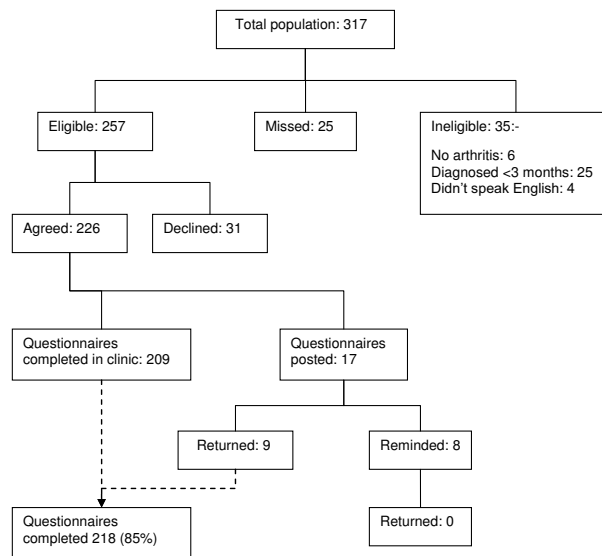 Total population: 317
Eligible: 257
Missed: 25
Ineligible: 35:-
No arthritis: 6
Diagnosed <3 months: 25
Didn't speak English: 4
Agreed: 226
Declined: 31
Questionnaires
completed in clinic: 209
Questionnaires
posted: 17
Returned: 9
Reminded: 8
Questionnaires
completed 218 (85%)
Returned: 0